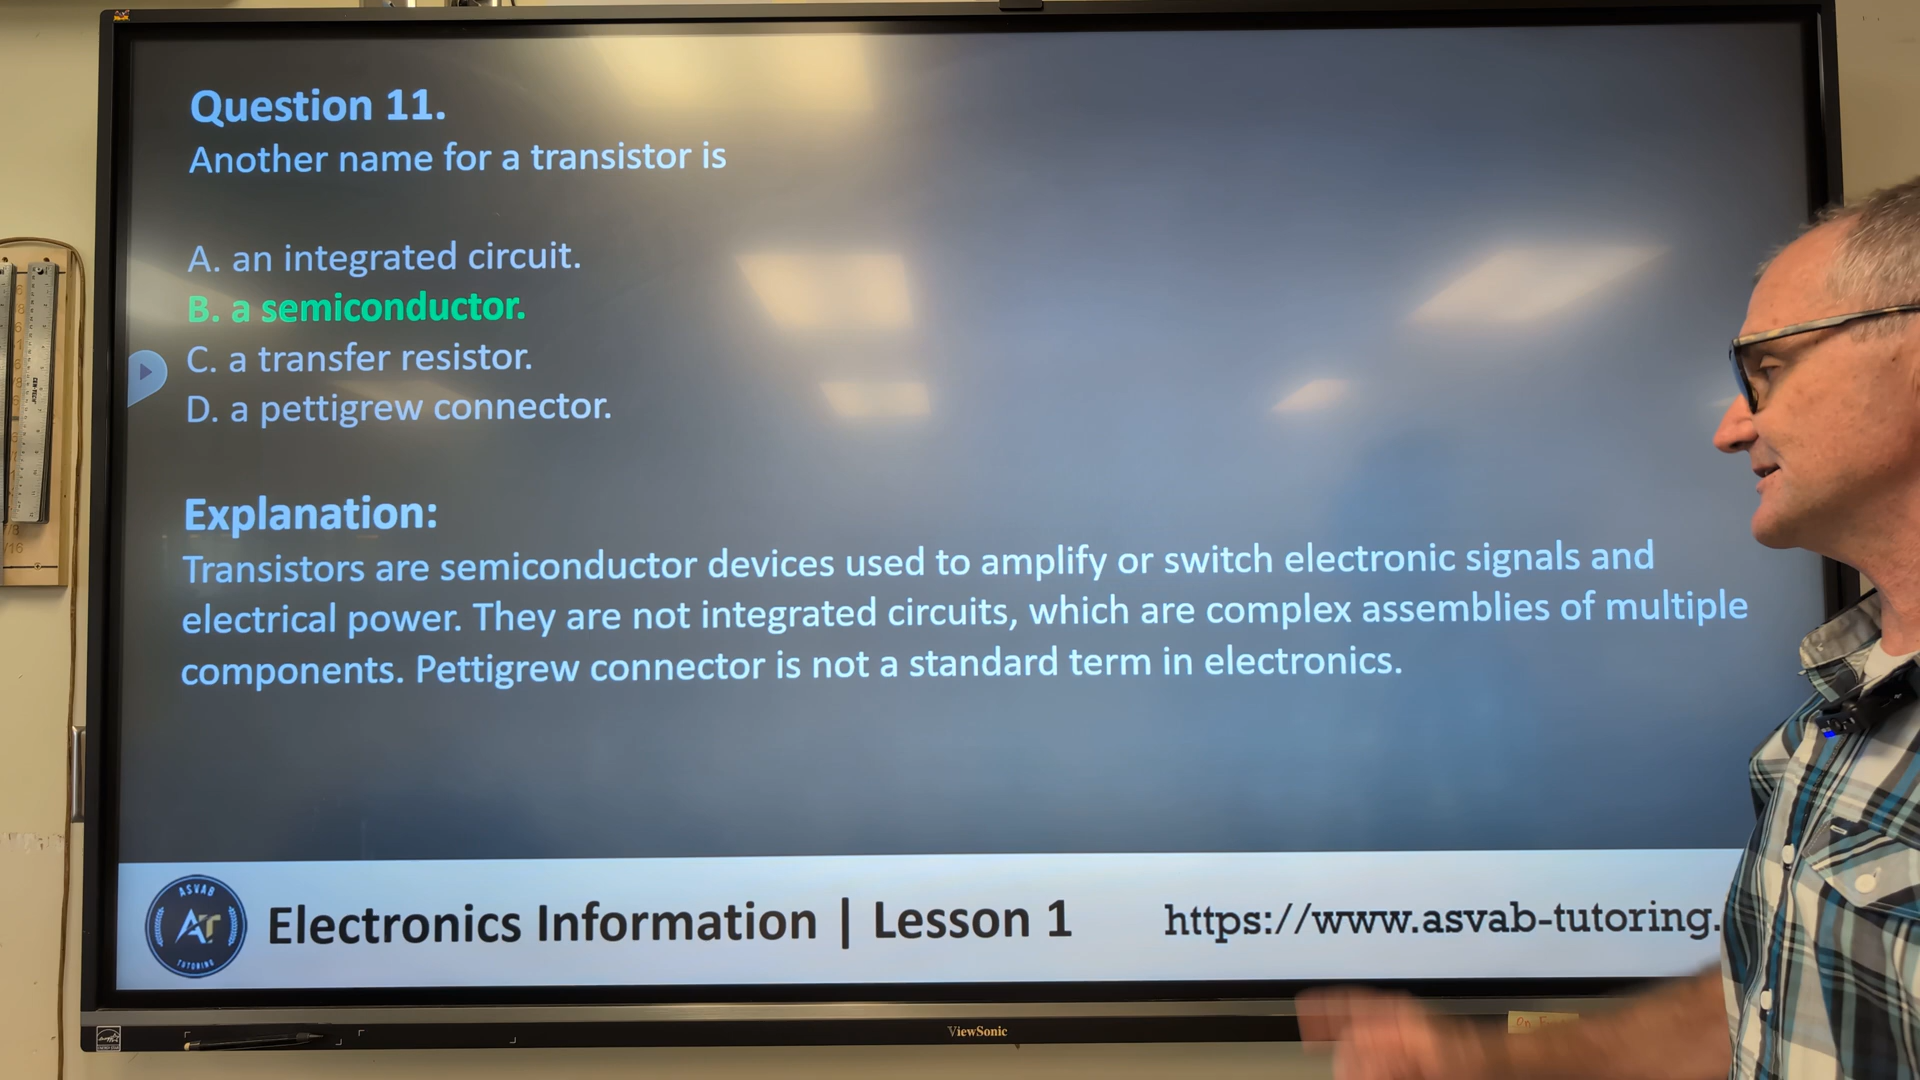 Question 11.
Another name for a transistor is
A. an integrated circuit.
B. a semiconductor.
C. a transfer resistor.
D. a pettigrew connector.
Explanation:
Transistors are semiconductor devices used to amplify or switch electronic signals and
electrical power. They are not integrated circuits, which are complex assemblies of multiple
components. Pettigrew connector is not a standard term in electronics.
ASVAB
AT
TUTORING
Electronics Information | Lesson 1
https://www.asvab-tutoring.
ViewSonic